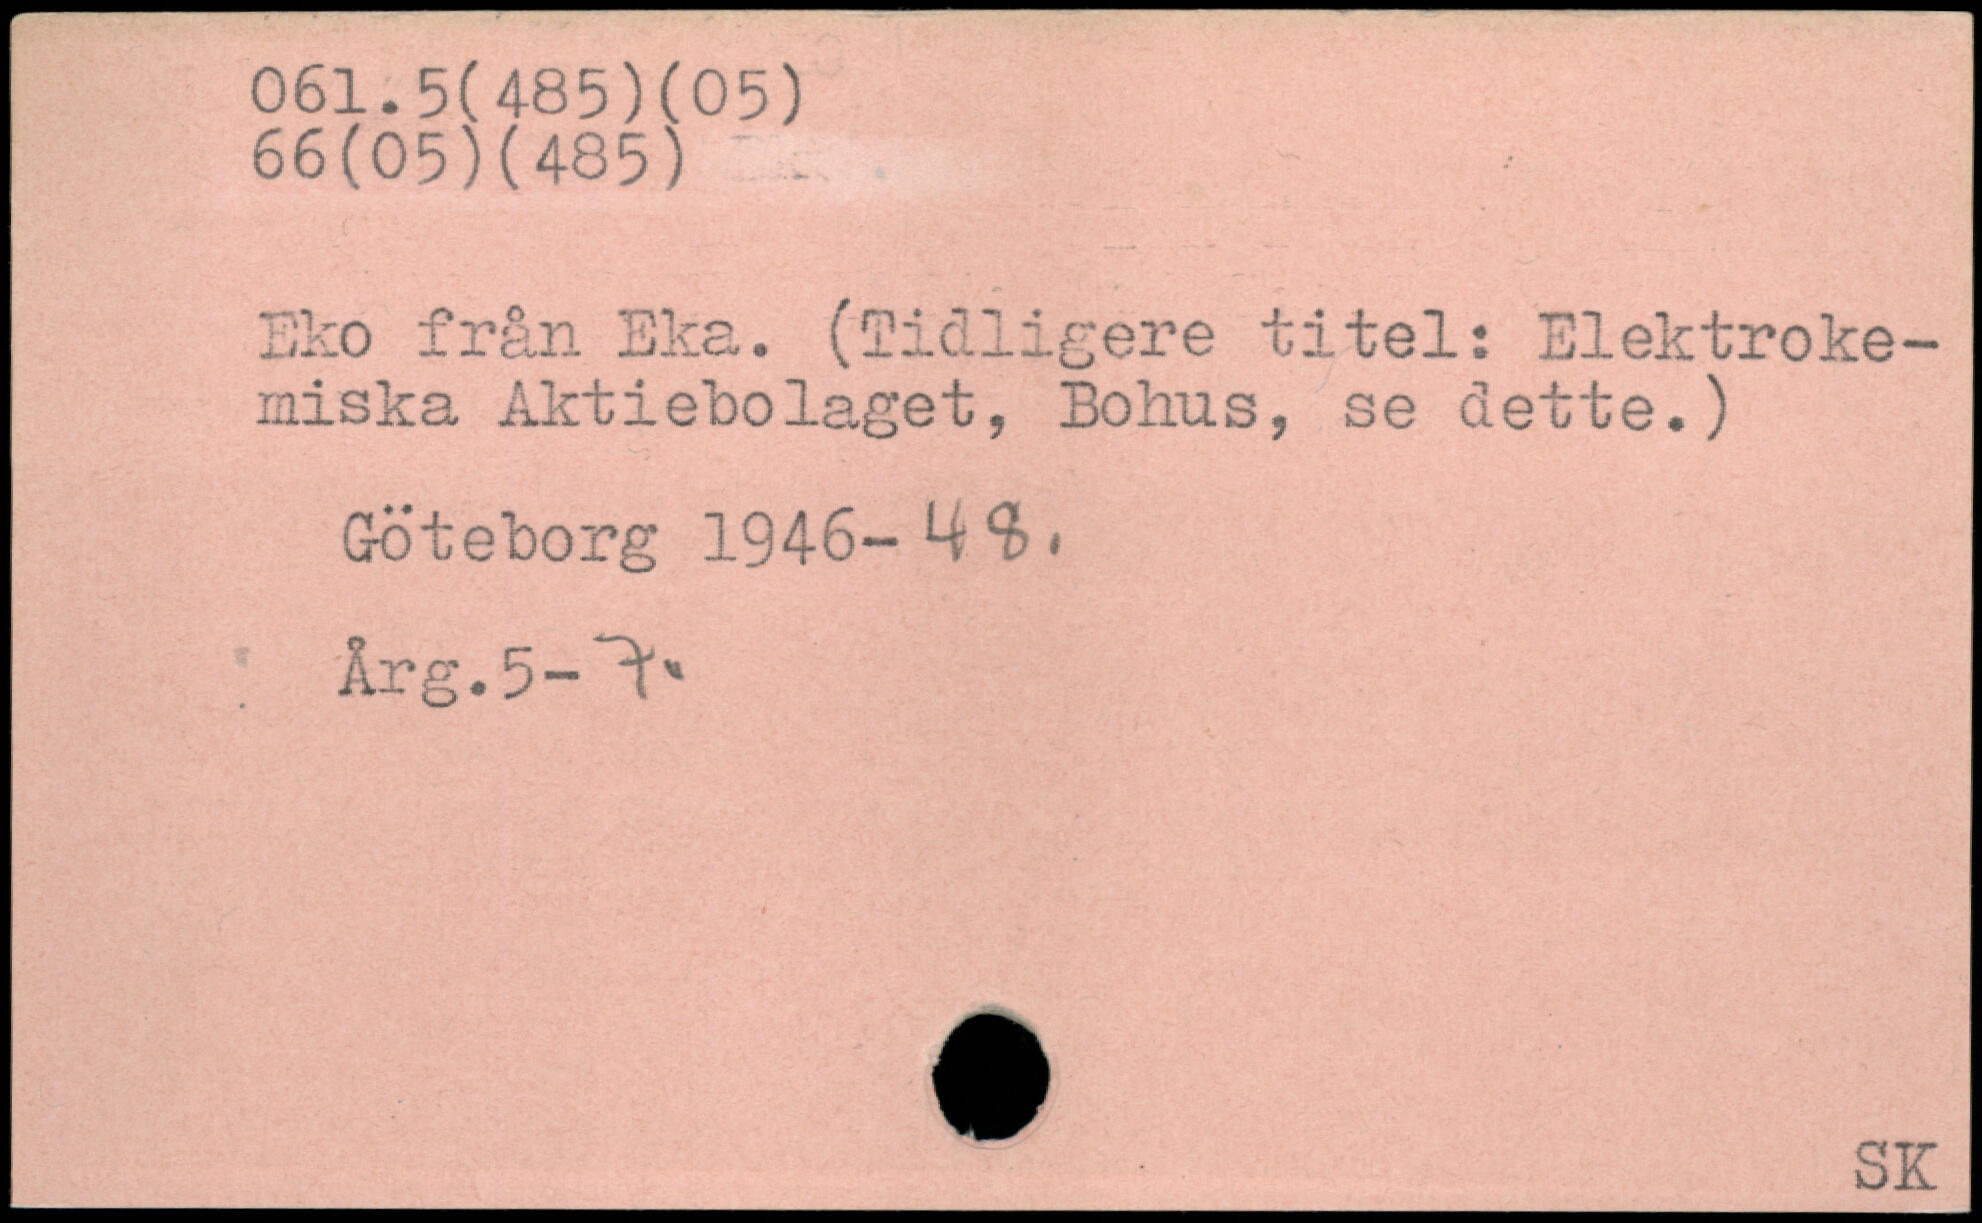 061.5(485)(05)
66(05)(485)
Eko från Eka. (Tidligere titel: Elektroke-
miska Aktiebolaget, Bohus, se dette.)
Göteborg 1946-48.
Årg.5-7.
SK